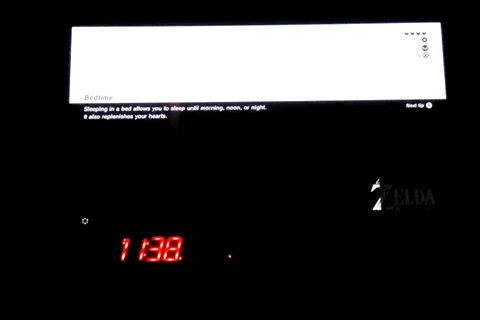 Bedtime
Sleeping in a bed allows you to sleep until morning, noon, or night.
Next tip
It also replenishes your hearts.
ZELDA
11:38